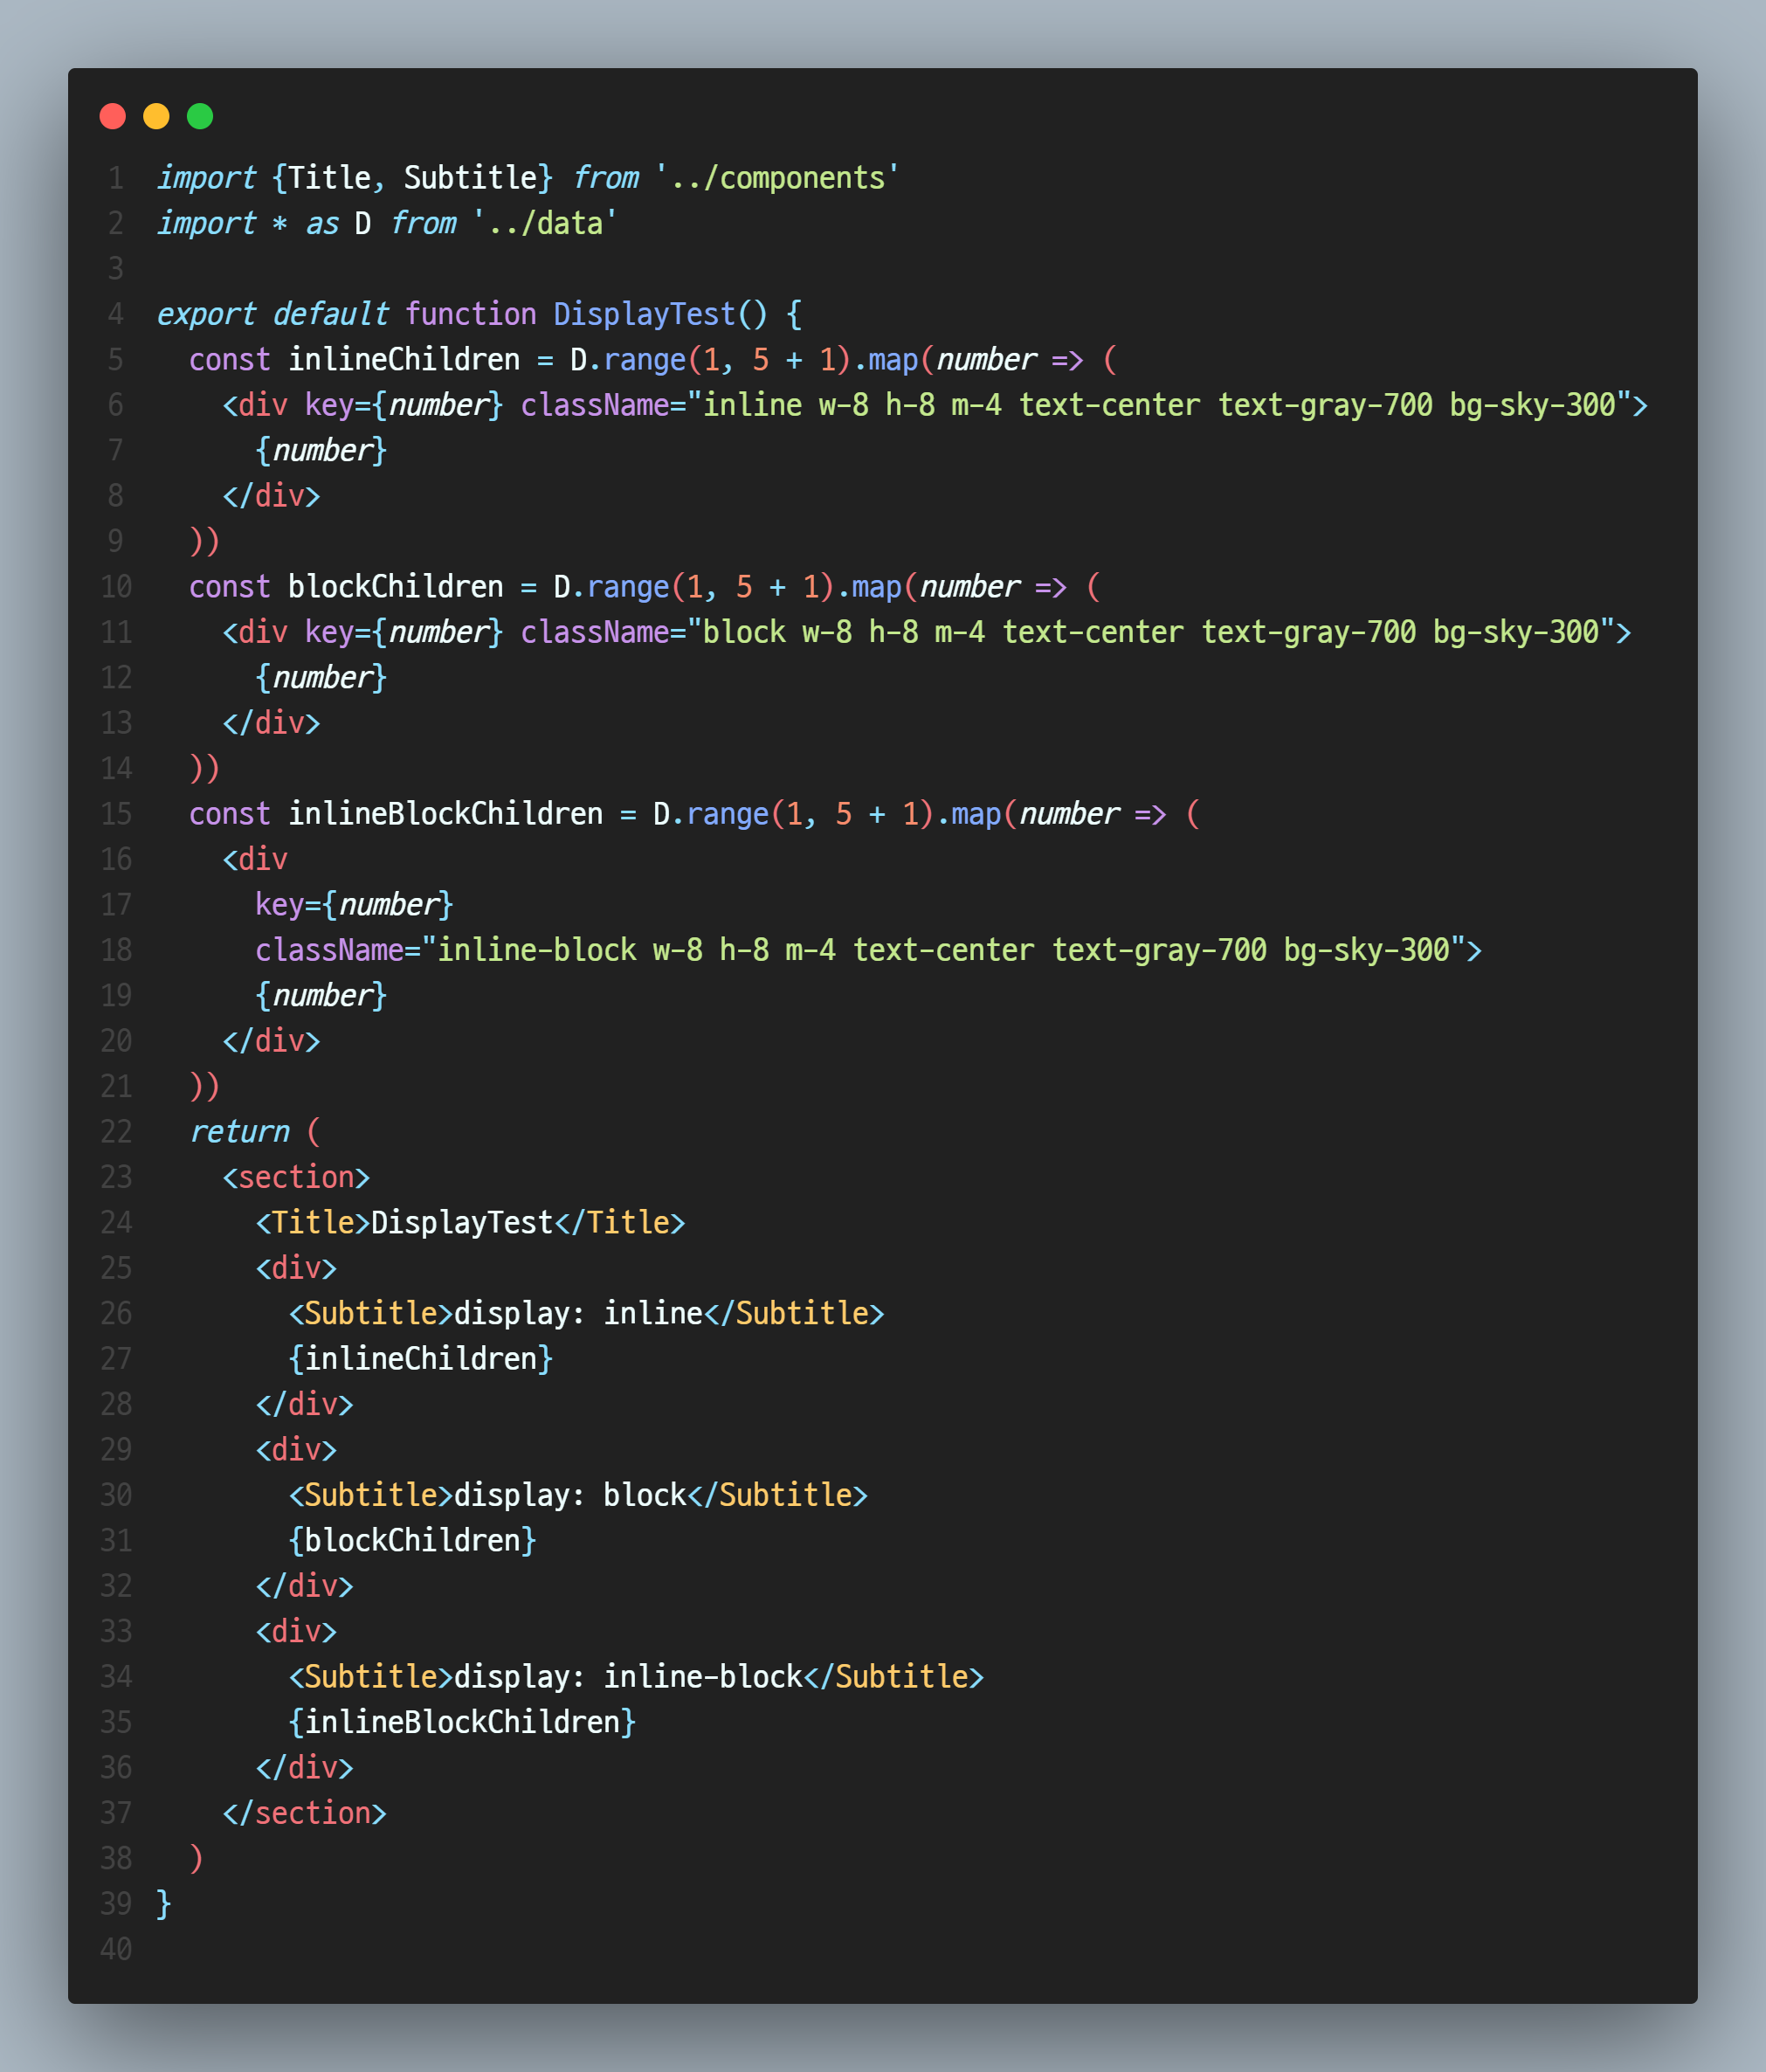 1 import {Title, Subtitle} from '../components'
2 import * as D from '../data'
3
4 export default function DisplayTest() {
5   const inlineChildren = D.range(1, 5 + 1).map(number => (
6     <div key={number} className="inline w-8 h-8 m-4 text-center text-gray-700 bg-sky-300">
7       {number}
8     </div>
9   ))
10   const blockChildren = D.range(1, 5 + 1).map(number => (
11     <div key={number} className="block w-8 h-8 m-4 text-center text-gray-700 bg-sky-300">
12       {number}
13     </div>
14   ))
15   const inlineBlockChildren = D.range(1, 5 + 1).map(number => (
16     <div
17       key={number}
18       className="inline-block w-8 h-8 m-4 text-center text-gray-700 bg-sky-300">
19       {number}
20     </div>
21   ))
22   return (
23     <section>
24       <Title>DisplayTest</Title>
25       <div>
26         <Subtitle>display: inline</Subtitle>
27         {inlineChildren}
28       </div>
29       <div>
30         <Subtitle>display: block</Subtitle>
31         {blockChildren}
32       </div>
33       <div>
34         <Subtitle>display: inline-block</Subtitle>
35         {inlineBlockChildren}
36       </div>
37     </section>
38   )
39 }
40